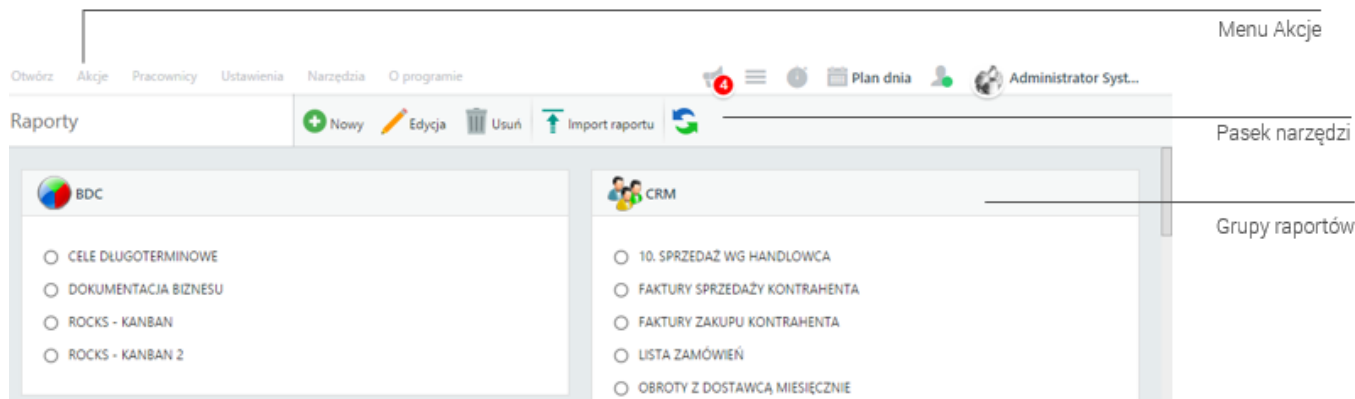 Menu Akcje
Otwórz Akcje Pracownicy Ustawienia Narzędzia O programie 4 Plan dnia Administrator Syst...
Raporty Nowy Edycja Usuń Import raportu
Pasek narzędzi
BDC
CRM
Grupy raportów
CELE DŁUGOTERMINOWE
DOKUMENTACJA BIZNESU
ROCKS - KANBAN
ROCKS - KANBAN 2
10. SPRZEDAŻ WG HANDLOWCA
FAKTURY SPRZEDAŻY KONTRAHENTA
FAKTURY ZAKUPU KONTRAHENTA
LISTA ZAMÓWIEŃ
OBROTY Z DOSTAWCĄ MIESIĘCZNIE